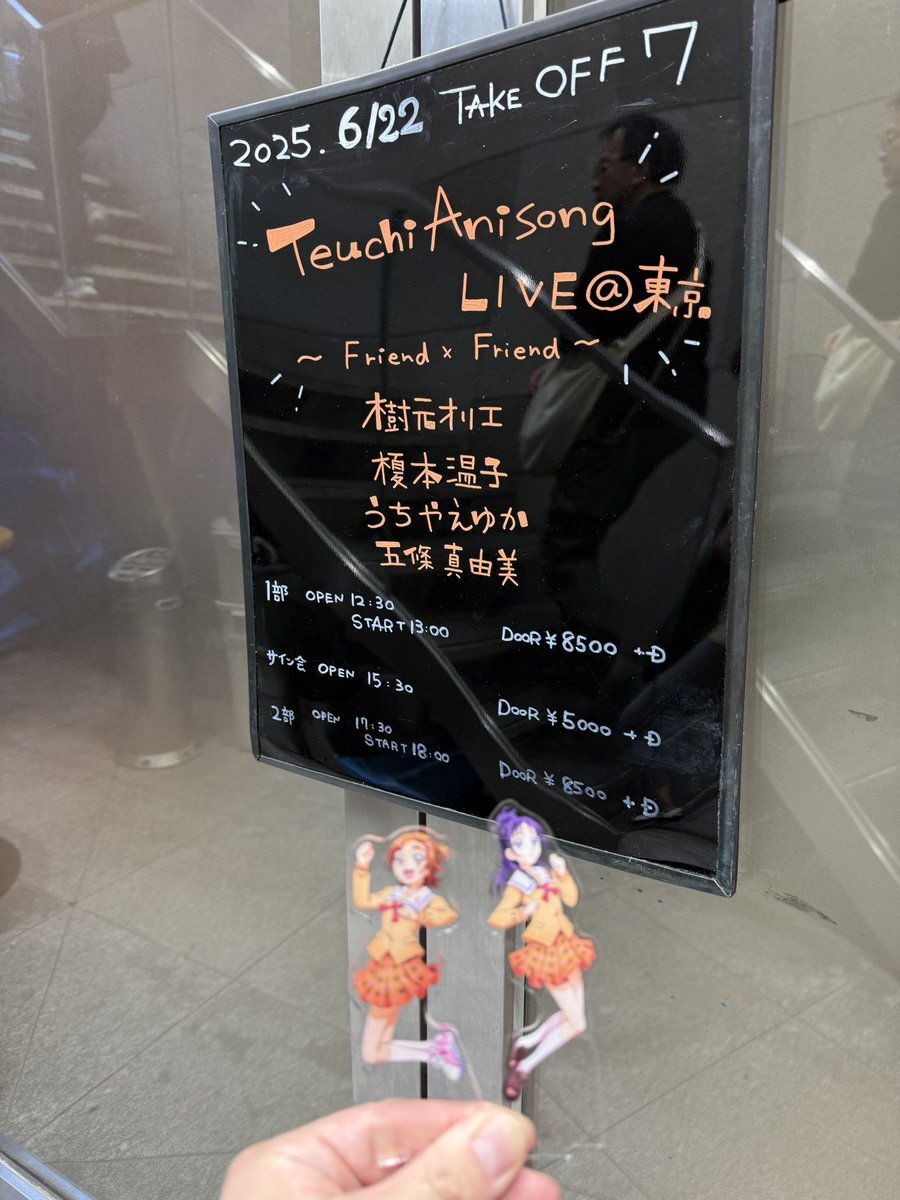 2025. 6/22 TAKE OFF 7
Teuchi Anisong
LIVE@東京
～ Friend × Friend ～
樹元オリエ
榎本温子
うちやえゆか
五條真由美
1部 OPEN 12:30
START 13:00 DOOR ¥8500 +Ð
サイン会 OPEN 15:30 DOOR ¥5000 +Ð
2部 OPEN 17:30
START 18:00 DOOR ¥8500 +Ð